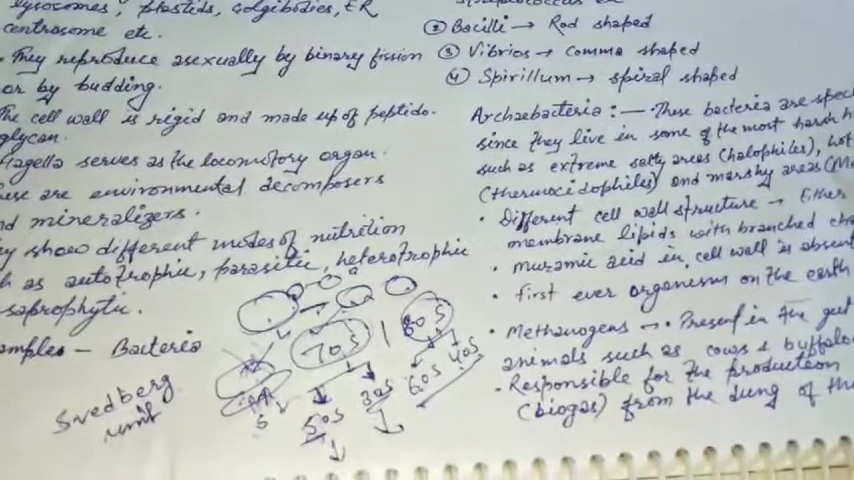 lysosomes, plastids, golgibodies, ER
centrosome etc.
They reproduce asexually by binary fission
or by budding.
The cell wall is rigid and made up of peptido-
glycan.
flagella serves as the locomotory organ.
these are environmental decomposers
and mineralizers.
They show different modes of nutrition
such as autotrophic, parasitic, heterotrophic
saprophytic.
Examples - Bacteria
Svedberg
unit
70S
80S
50S 30S 60S 40S
② Bacilli → Rod shaped
③ Vibrios → Comma shaped
④ Spirillum → spiral shaped
Archaebacteria :— These bacteria are
since they live in some of the most harsh
such as extreme salty areas (halophiles), hot
(thermocidophiles) and marshy areas
• Different cell wall structure → Ether
membrane lipids with branched
• muramic acid in cell wall is absent
• first ever organisms on the earth
• Methanogens → • Present in the gut
animals such as cows & buffalo
• Responsible for the production
(biogas) from the dung of